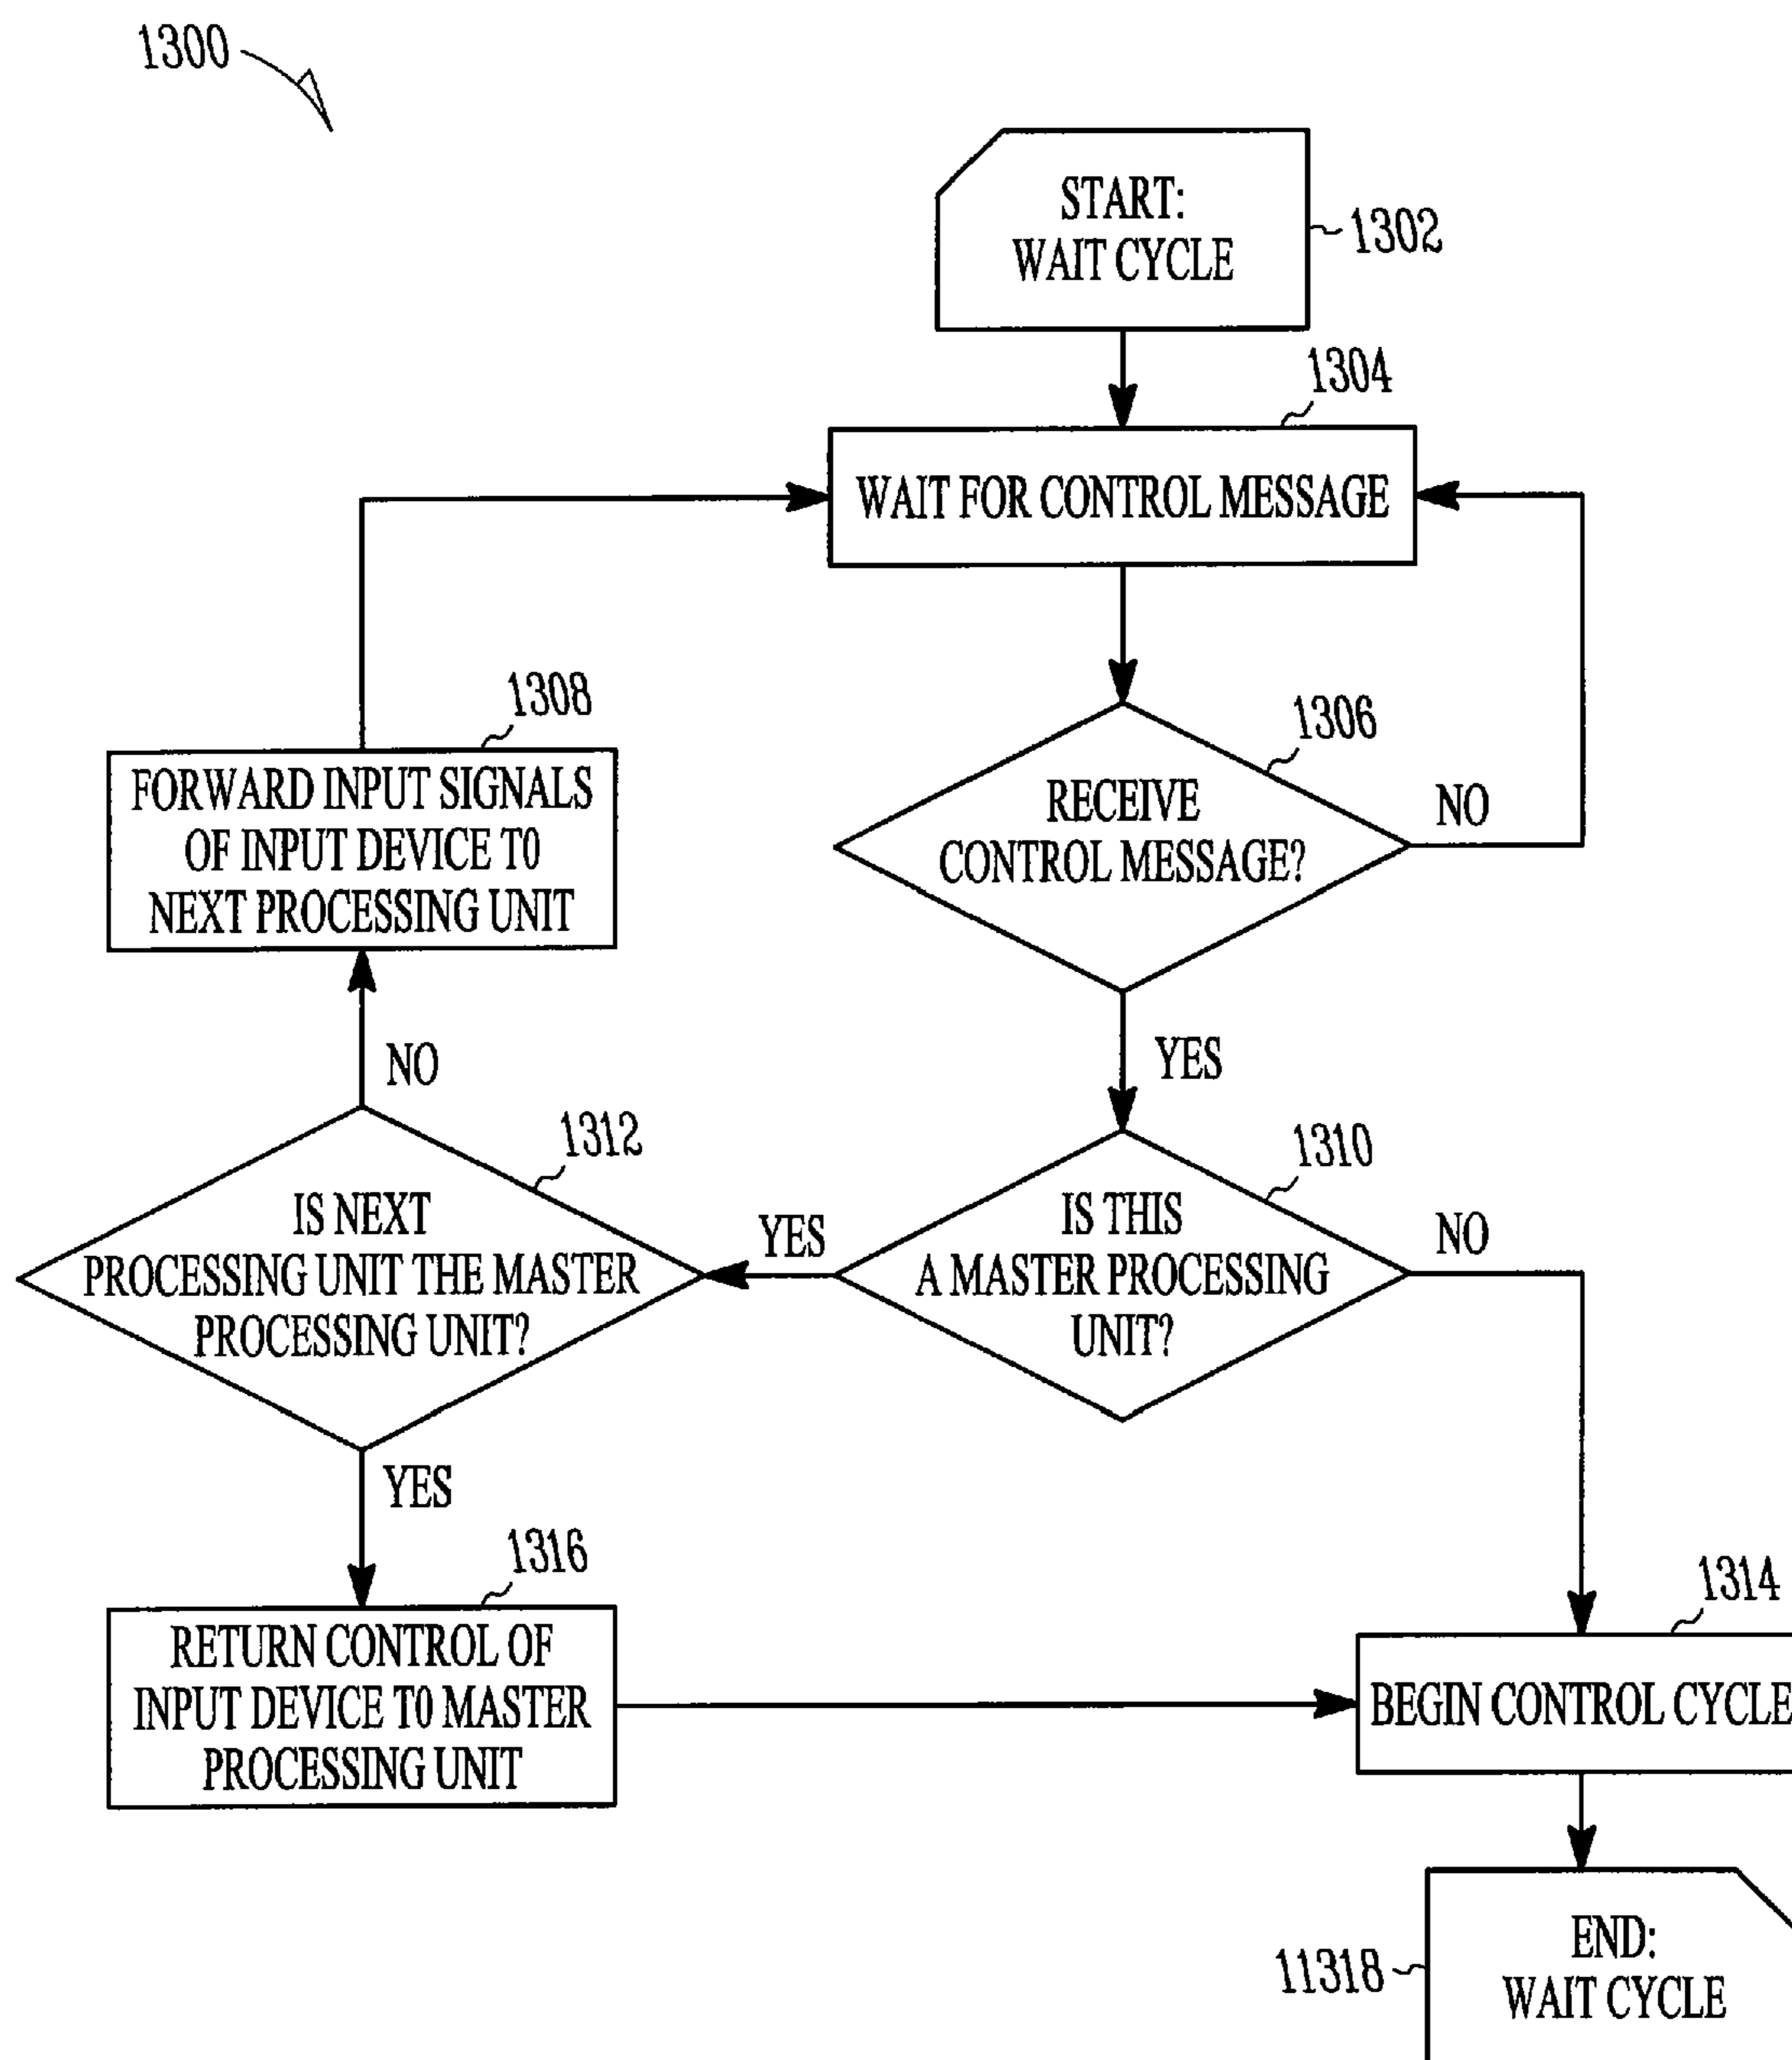 1300
START:
WAIT CYCLE
1302
1304
WAIT FOR CONTROL MESSAGE
1308
FORWARD INPUT SIGNALS
OF INPUT DEVICE T0
NEXT PROCESSING UNIT
1306
RECEIVE
CONTROL MESSAGE?
NO
NO
YES
1312
IS NEXT
PROCESSING UNIT THE MASTER
PROCESSING UNIT?
YES
1310
IS THIS
A MASTER PROCESSING
UNIT?
NO
YES
1316
RETURN CONTROL OF
INPUT DEVICE T0 MASTER
PROCESSING UNIT
1314
BEGIN CONTROL CYCLE
11318
END:
WAIT CYCLE